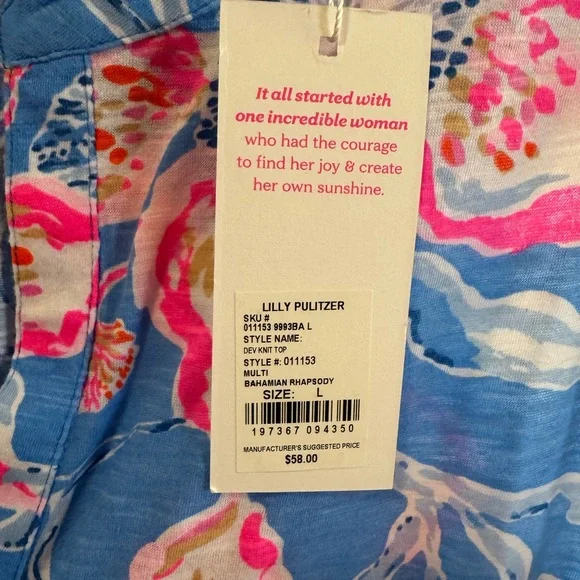 It all started with
one incredible woman
who had the courage
to find her joy & create
her own sunshine.
LILLY PULITZER
SKU #
011153 9993BA L
STYLE NAME:
DEV KNIT TOP
STYLE #: 011153
MULTI
BAHAMIAN RHAPSODY
SIZE: L
197367 094350
MANUFACTURER'S SUGGESTED PRICE
$58.00